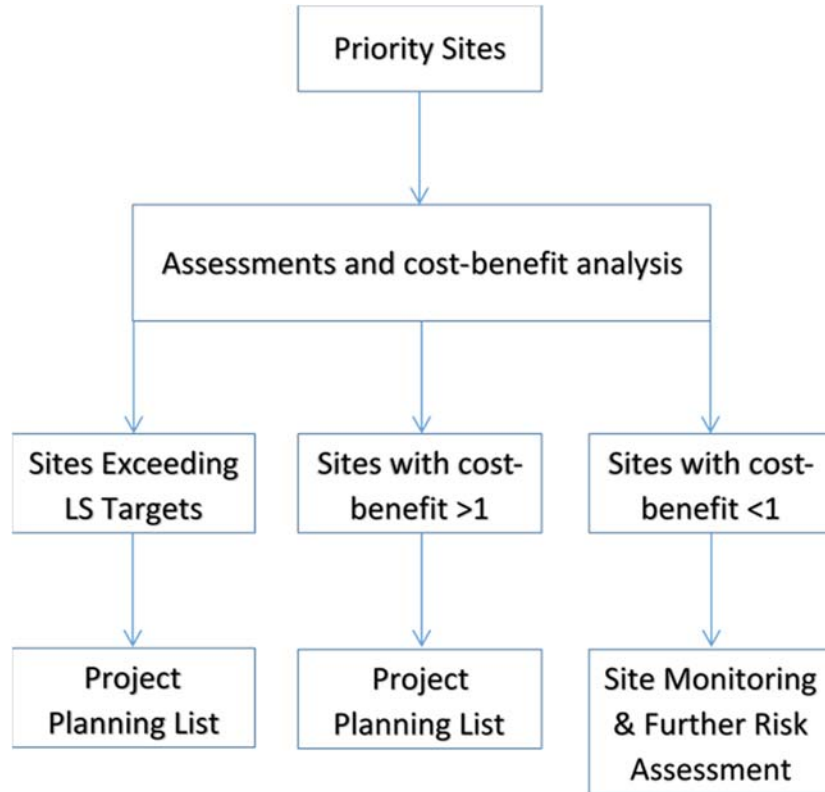 Priority Sites
Assessments and cost-benefit analysis
Sites Exceeding
LS Targets
Sites with cost-
benefit >1
Sites with cost-
benefit <1
Project
Planning List
Project
Planning List
Site Monitoring
& Further Risk
Assessment